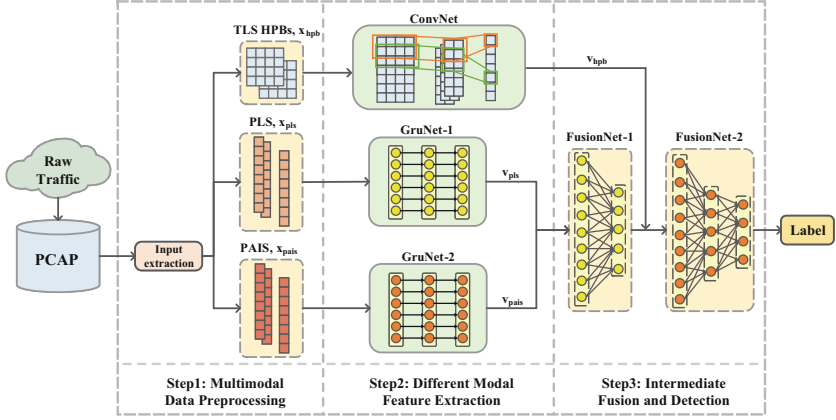 TLS HPBs, x_hpb
ConvNet
v_hpb
PLS, x_pls
GruNet-1
FusionNet-1
FusionNet-2
Raw
Traffic
v_pls
Label
PCAP
Input
extraction
PAIS, x_pais
GruNet-2
v_pais
Step1: Multimodal
Data Preprocessing
Step2: Different Modal
Feature Extraction
Step3: Intermediate
Fusion and Detection